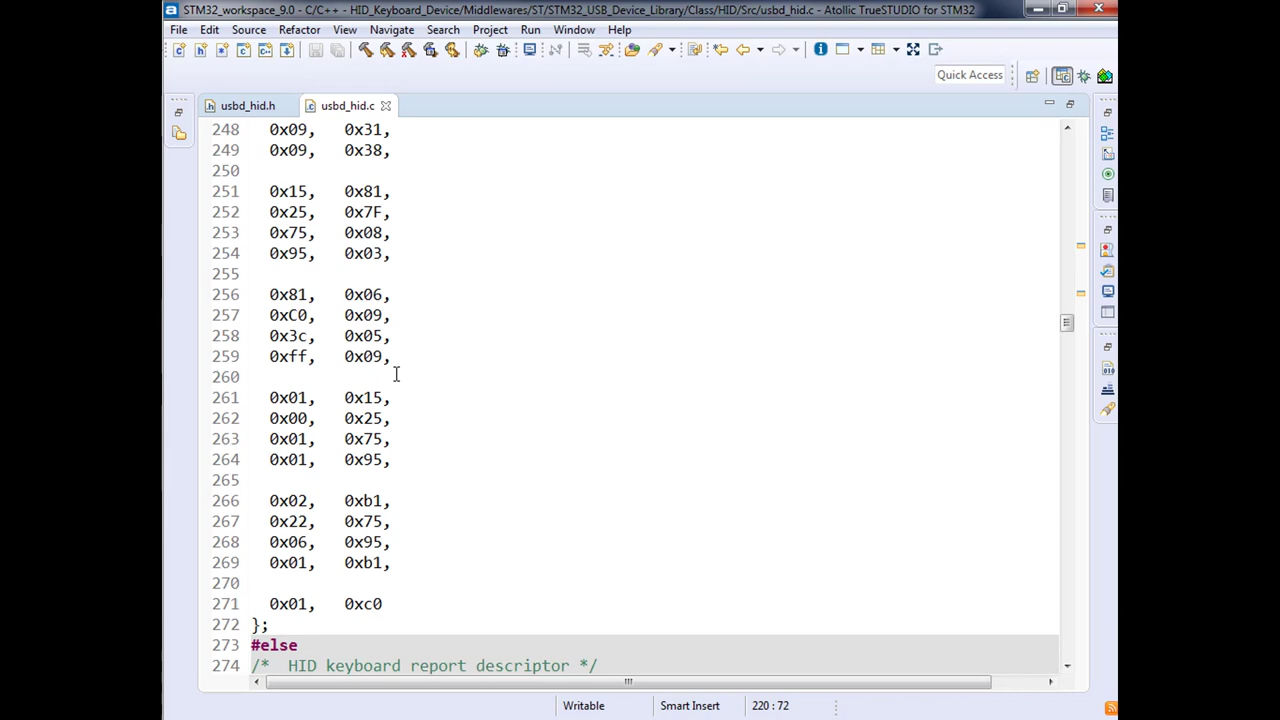 STM32_workspace_9.0 - C/C++ - HID_Keyboard_Device/Middlewares/ST/STM32_USB_Device_Library/Class/HID/Src/usbd_hid.c - Atollic TrueSTUDIO for STM32
File Edit Source Refactor View Navigate Search Project Run Window Help
Quick Access
usbd_hid.h usbd_hid.c
248 0x09, 0x31,
249 0x09, 0x38,
250
251 0x15, 0x81,
252 0x25, 0x7F,
253 0x75, 0x08,
254 0x95, 0x03,
255
256 0x81, 0x06,
257 0xC0, 0x09,
258 0x3c, 0x05,
259 0xff, 0x09,
260
261 0x01, 0x15,
262 0x00, 0x25,
263 0x01, 0x75,
264 0x01, 0x95,
265
266 0x02, 0xb1,
267 0x22, 0x75,
268 0x06, 0x95,
269 0x01, 0xb1,
270
271 0x01, 0xc0
272 };
273 #else
274 /* HID keyboard report descriptor */
Writable Smart Insert 220 : 72